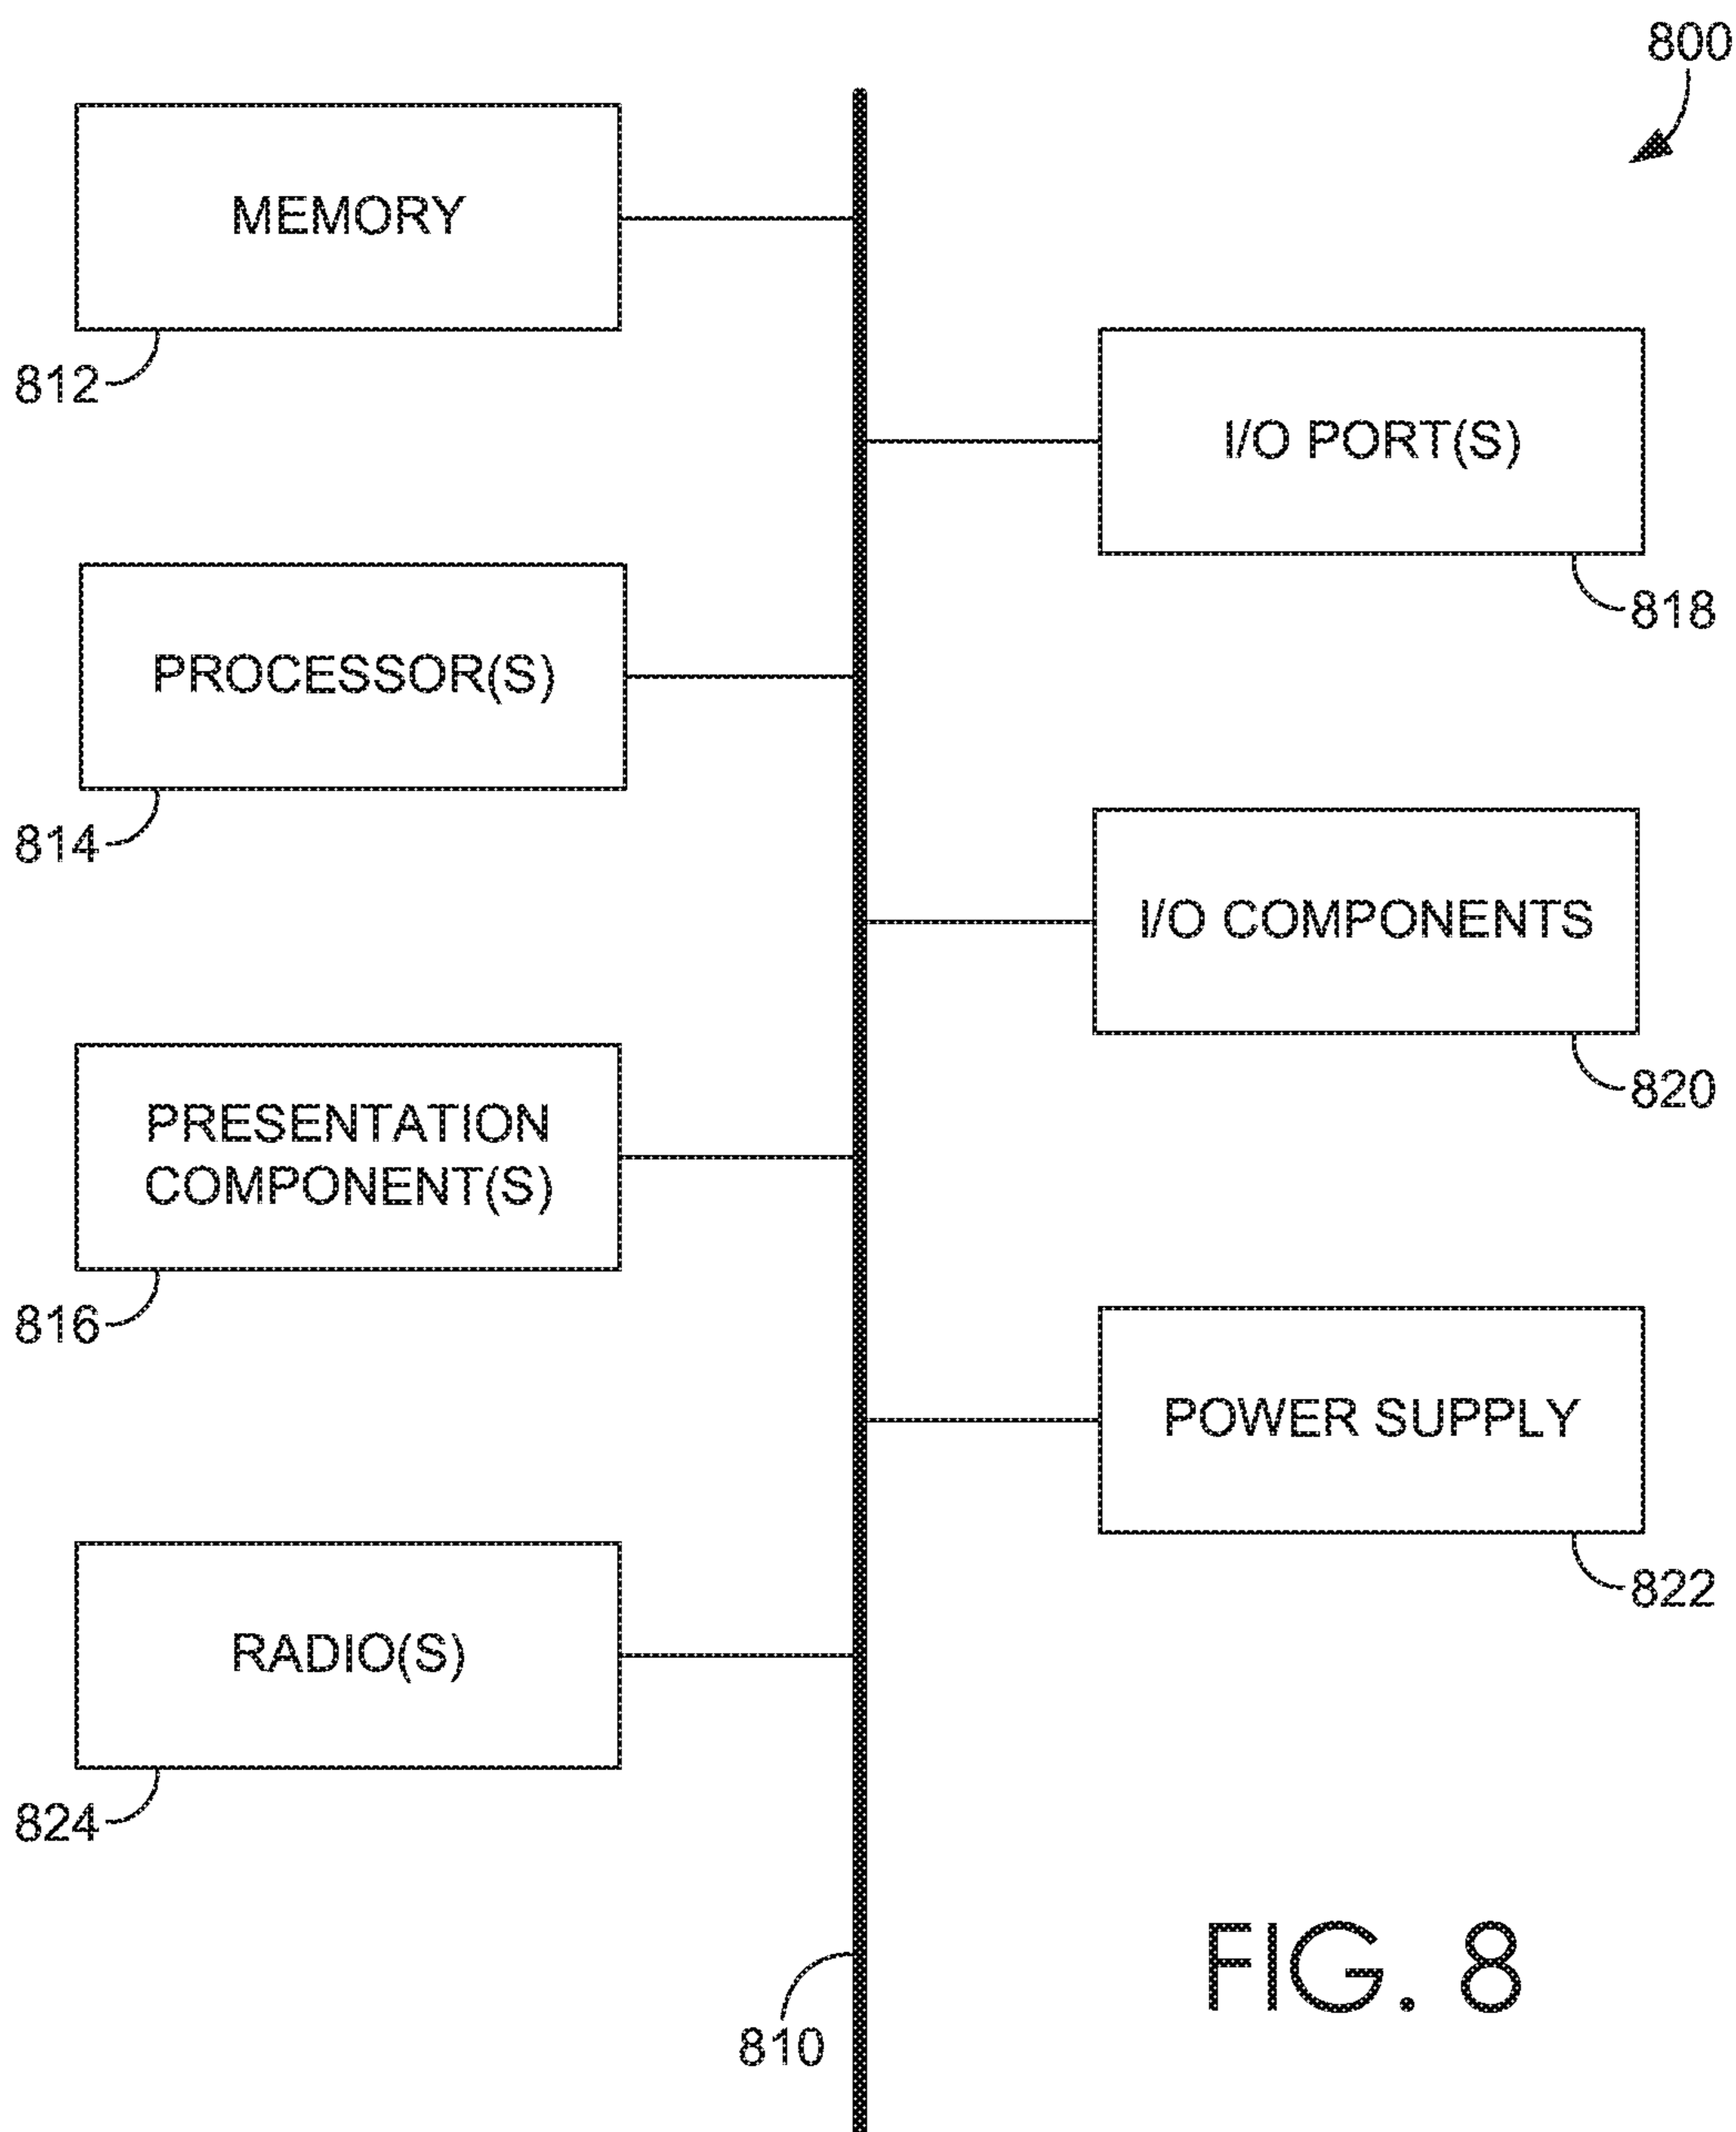 800
MEMORY
812
I/O PORT(S)
818
PROCESSOR(S)
814
I/O COMPONENTS
820
PRESENTATION
COMPONENT(S)
816
POWER SUPPLY
822
RADIO(S)
824
810
FIG. 8